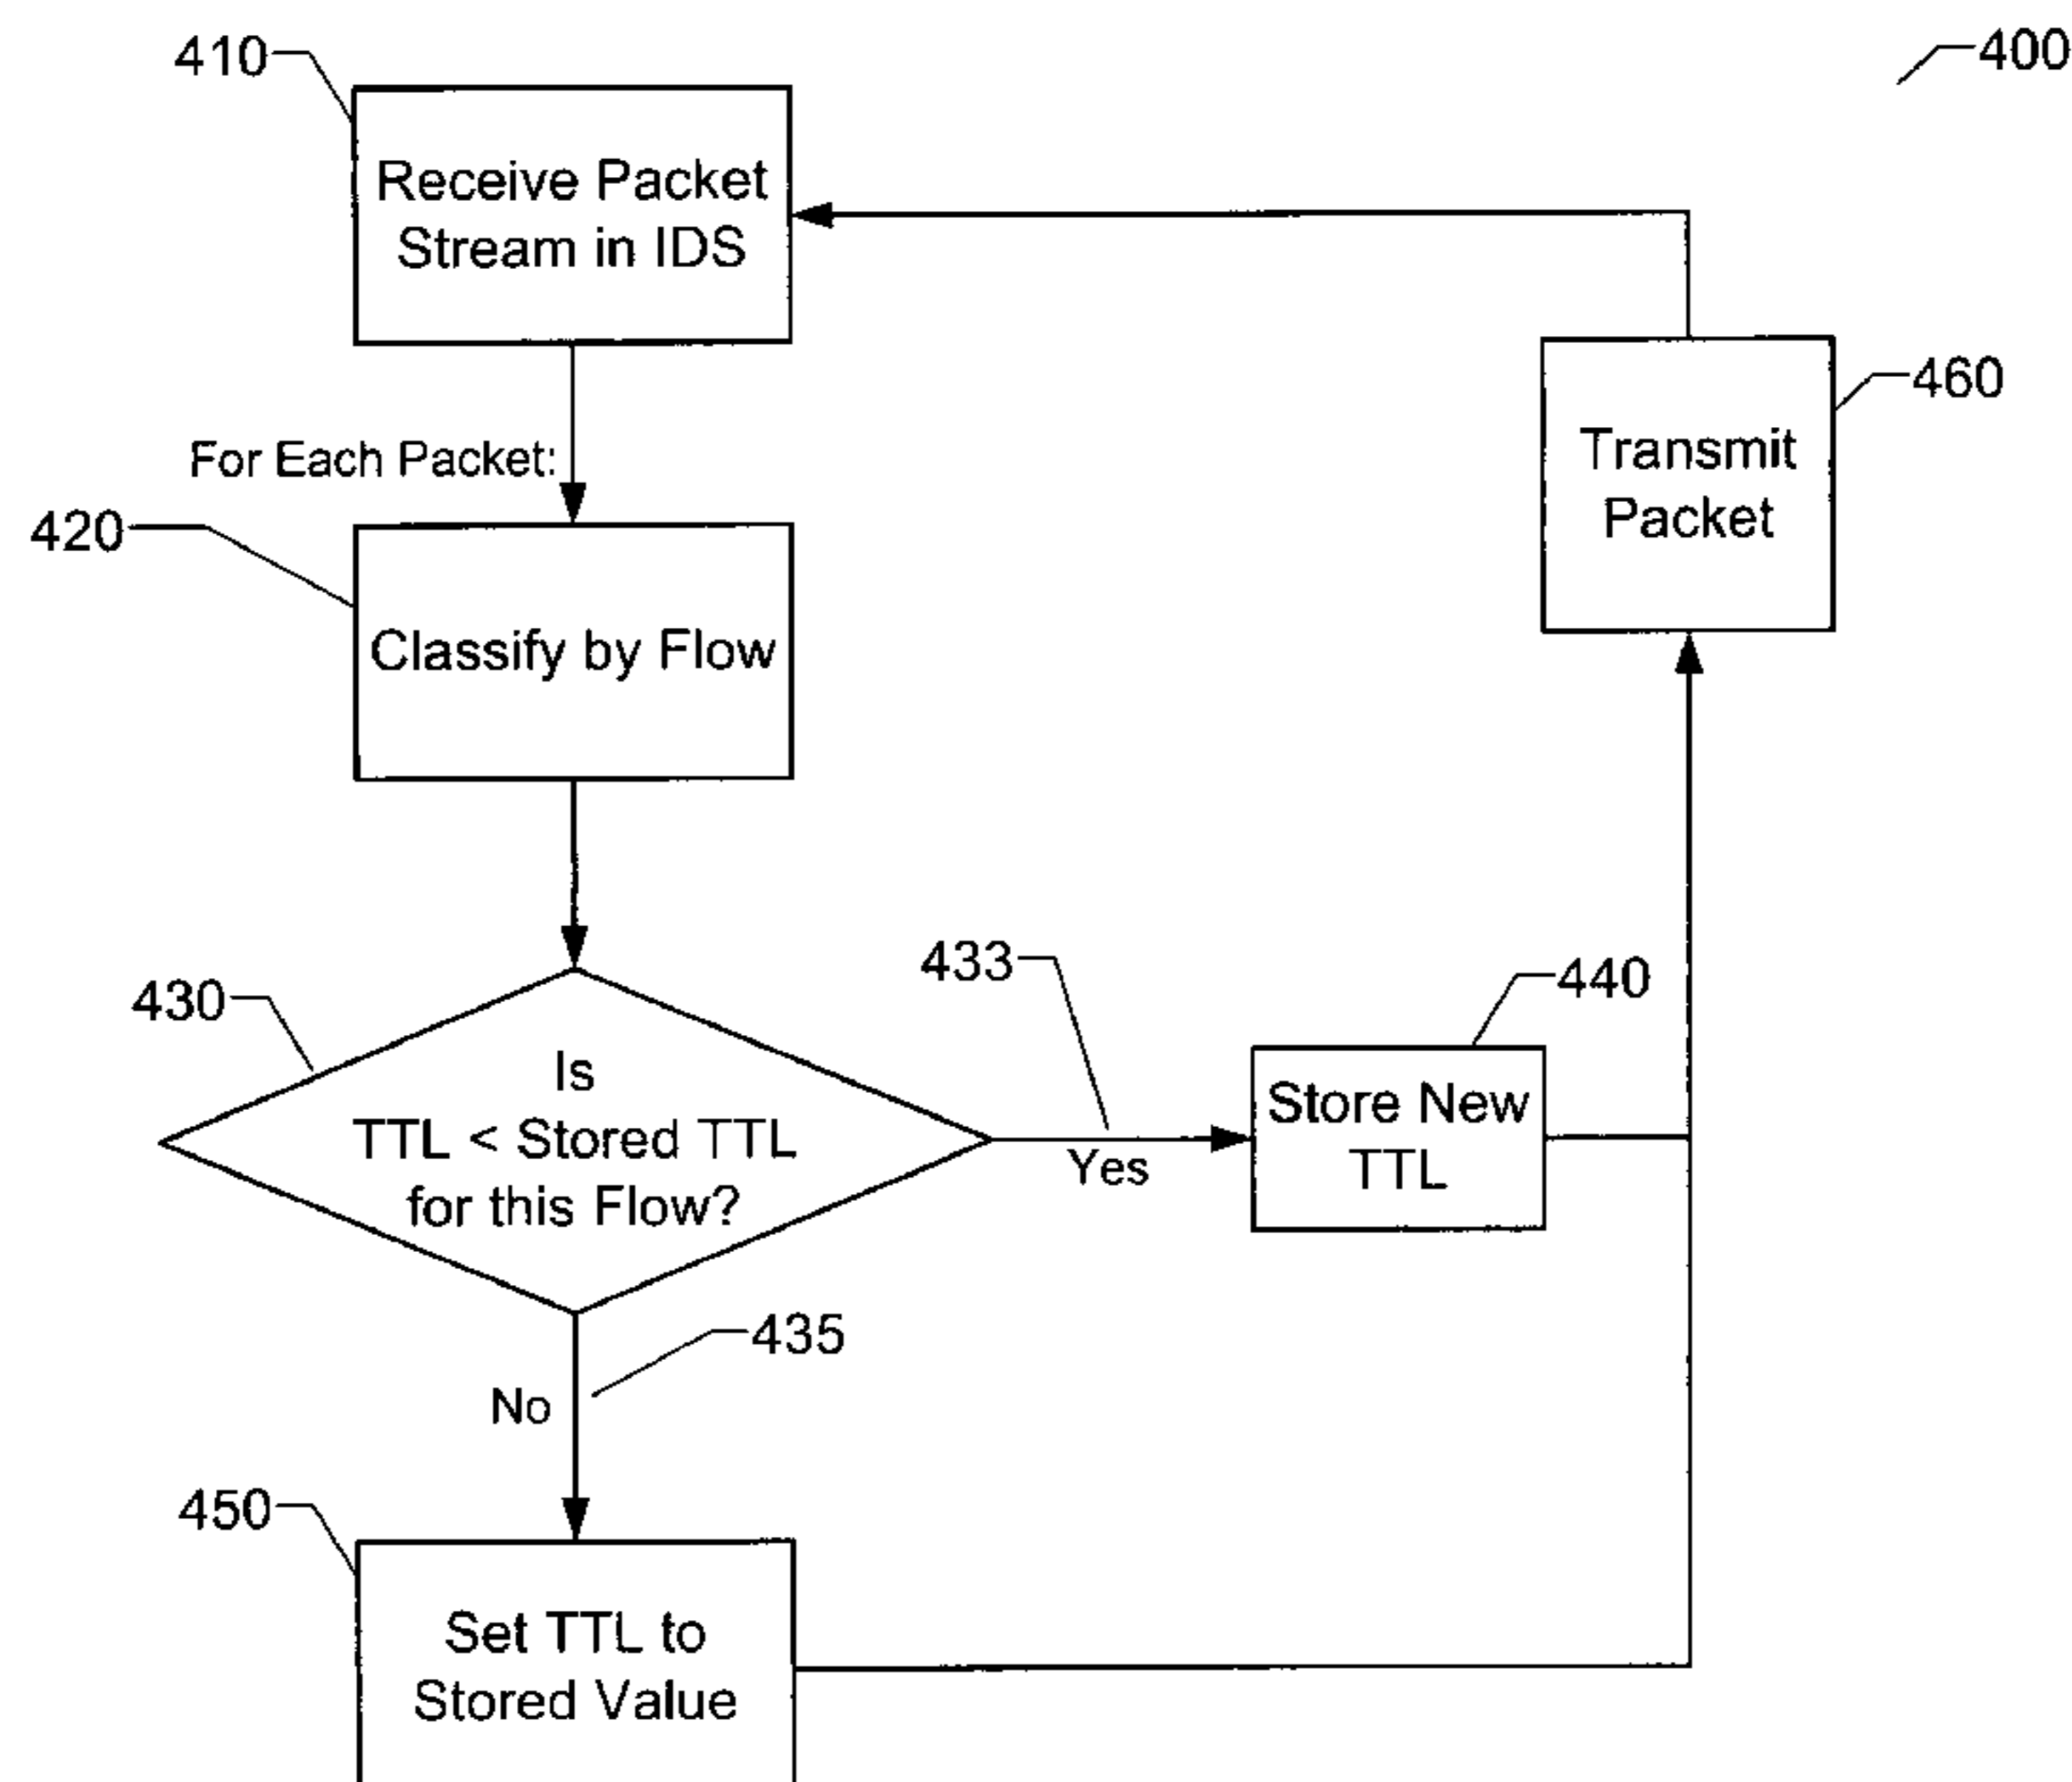 410
400
Receive Packet
Stream in IDS
460
Transmit
Packet
For Each Packet:
420
Classify by Flow
433
440
430
Is
TTL < Stored TTL
for this Flow?
Yes
Store New
TTL
435
No
450
Set TTL to
Stored Value